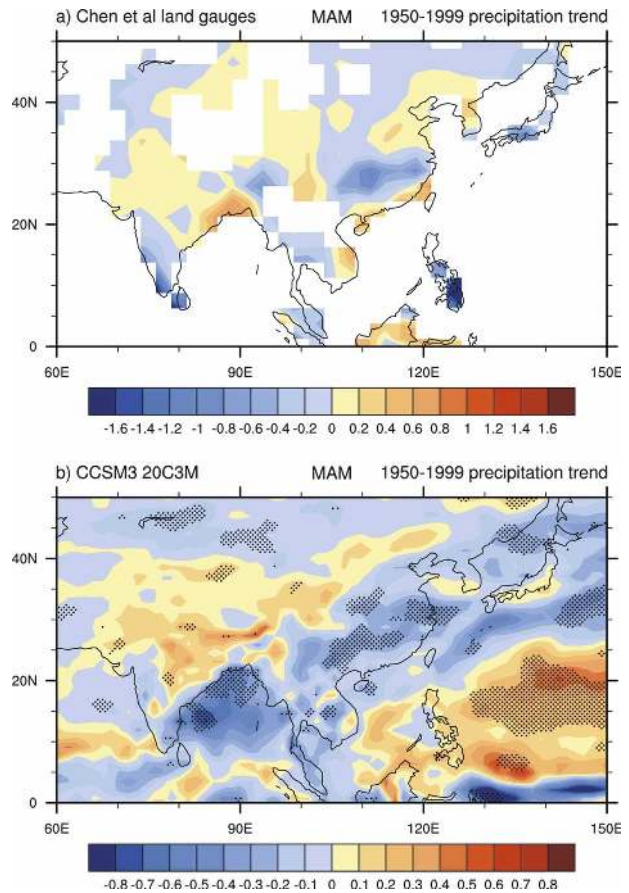 a) Chen et al land gauges MAM 1950-1999 precipitation trend
40N
20N
0
60E 90E 120E 150E
-1.6 -1.4 -1.2 -1 -0.8 -0.6 -0.4 -0.2 0 0.2 0.4 0.6 0.8 1 1.2 1.4 1.6
b) CCSM3 20C3M MAM 1950-1999 precipitation trend
40N
20N
0
60E 90E 120E 150E
-0.8 -0.7 -0.6 -0.5 -0.4 -0.3 -0.2 -0.1 0 0.1 0.2 0.3 0.4 0.5 0.6 0.7 0.8